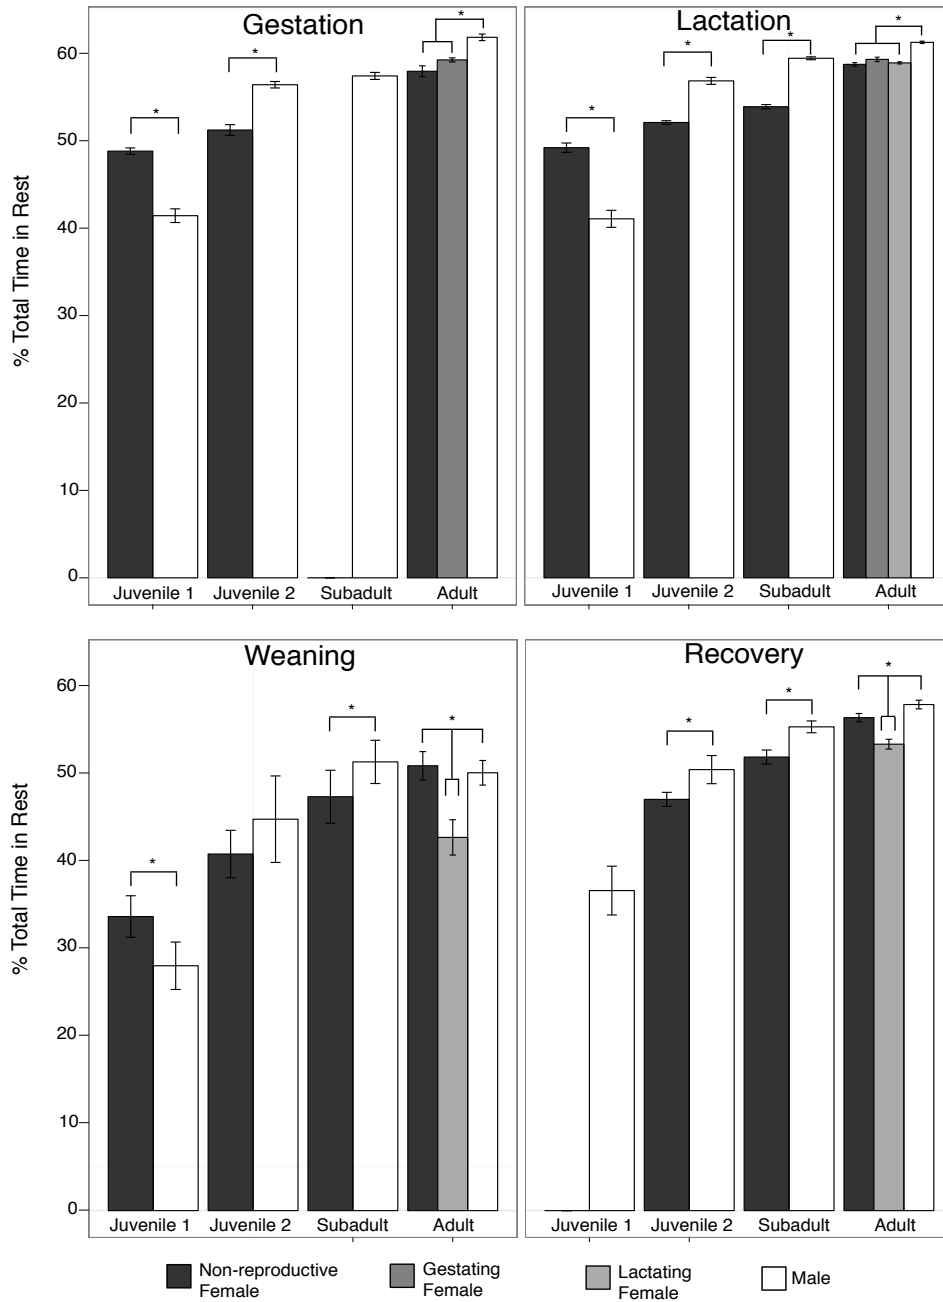 Gestation
Lactation
% Total Time in Rest
60
50
40
30
20
10
0
*
*
*
*
*
*
*
Juvenile 1
Juvenile 2
Subadult
Adult
Juvenile 1
Juvenile 2
Subadult
Adult
Weaning
Recovery
% Total Time in Rest
60
50
40
30
20
10
0
*
*
*
*
*
*
Juvenile 1
Juvenile 2
Subadult
Adult
Juvenile 1
Juvenile 2
Subadult
Adult
Non-reproductive
Female
Gestating
Female
Lactating
Female
Male